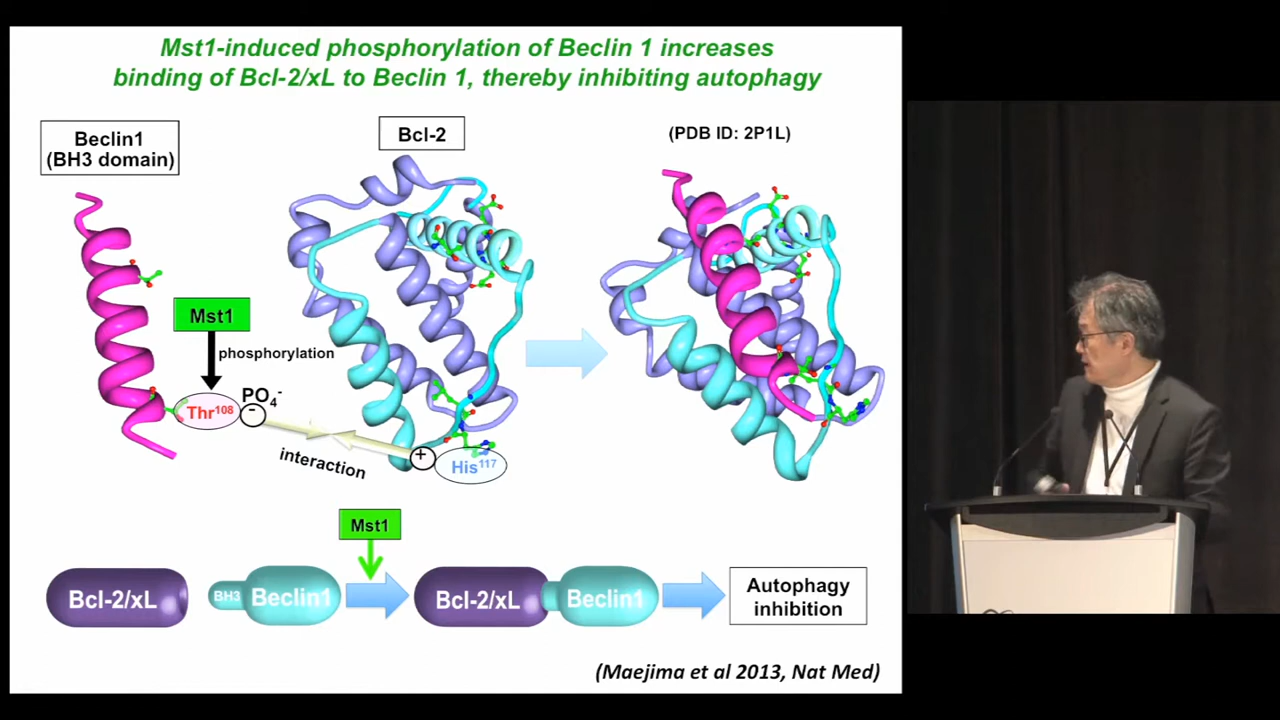 Mst1-induced phosphorylation of Beclin 1 increases
binding of Bcl-2/xL to Beclin 1, thereby inhibiting autophagy
Beclin1
(BH3 domain)
Bcl-2
(PDB ID: 2P1L)
Mst1
phosphorylation
PO₄⁻
Thr¹⁰⁸
−
interaction
+
His¹¹⁷
Mst1
Bcl-2/xL
BH3
Beclin1
Bcl-2/xL
Beclin1
Autophagy
inhibition
(Maejima et al 2013, Nat Med)